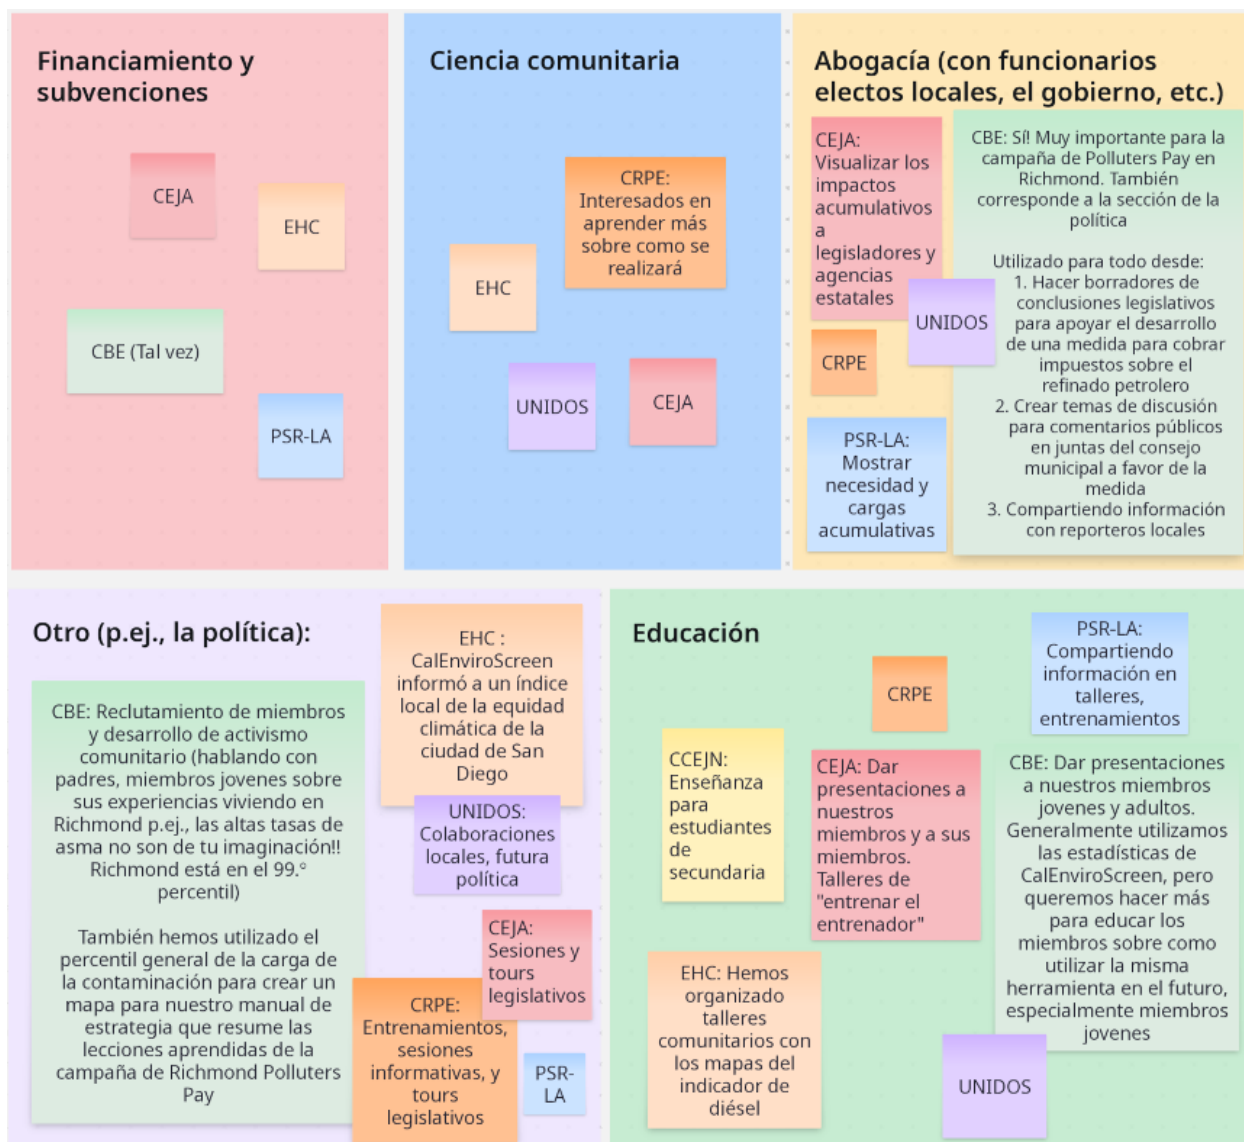 Financiamiento y
subvenciones
CEJA
EHC
CBE (Tal vez)
PSR-LA
Ciencia comunitaria
CRPE:
Interesados en
aprender más
sobre como se
realizará
EHC
UNIDOS
CEJA
Abogacía (con funcionarios
electos locales, el gobierno, etc.)
CEJA:
Visualizar los
impactos
acumulativos
a
legisladores y
agencias
estatales
UNIDOS
CRPE
PSR-LA:
Mostrar
necesidad y
cargas
acumulativas
CBE: Sí! Muy importante para la
campaña de Polluters Pay en
Richmond. También
corresponde a la sección de la
política
Utilizado para todo desde:
1. Hacer borradores de
conclusiones legislativos
para apoyar el desarrollo
de una medida para cobrar
impuestos sobre el
refinado petrolero
2. Crear temas de discusión
para comentarios públicos
en juntas del consejo
municipal a favor de la
medida
3. Compartiendo información
con reporteros locales
Otro (p.ej., la política):
CBE: Reclutamiento de miembros
y desarrollo de activismo
comunitario (hablando con
padres, miembros jovenes sobre
sus experiencias viviendo en
Richmond p.ej., las altas tasas de
asma no son de tu imaginación!!
Richmond está en el 99.°
percentil)
También hemos utilizado el
percentil general de la carga de
la contaminación para crear un
mapa para nuestro manual de
estrategia que resume las
lecciones aprendidas de la
campaña de Richmond Polluters
Pay
EHC :
CalEnviroScreen
informó a un índice
local de la equidad
climática de la
ciudad de San
Diego
UNIDOS:
Colaboraciones
locales, futura
política
CEJA:
Sesiones y
tours
legislativos
CRPE:
Entrenamientos,
sesiones
informativas, y
tours
legislativos
PSR-
LA
Educación
CRPE
PSR-LA:
Compartiendo
información en
talleres,
entrenamientos
CCEJN:
Enseñanza
para
estudiantes
de
secundaria
CEJA: Dar
presentaciones a
nuestros
miembros y a sus
miembros.
Talleres de
"entrenar el
entrenador"
CBE: Dar presentaciones
a nuestros miembros
jovenes y adultos.
Generalmente utilizamos
las estadísticas de
CalEnviroScreen, pero
queremos hacer más
para educar los
miembros sobre como
utilizar la misma
herramienta en el futuro,
especialmente miembros
jovenes
EHC: Hemos
organizado
talleres
comunitarios con
los mapas del
indicador de
diésel
UNIDOS